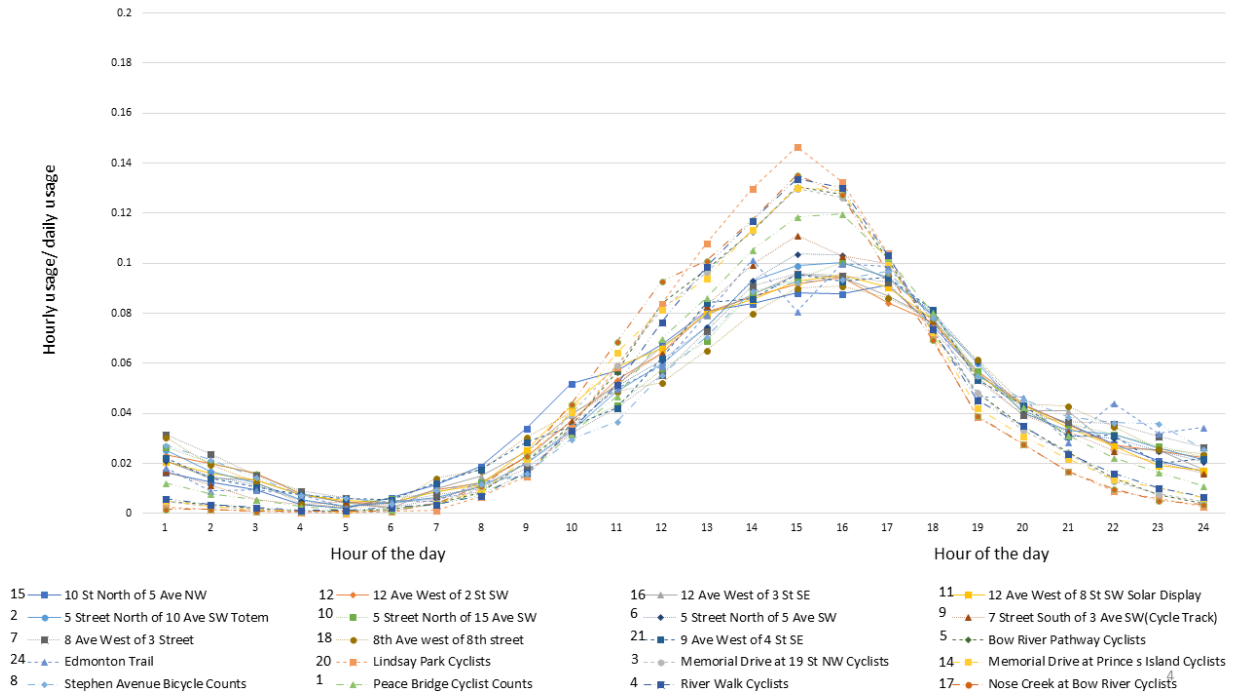 0.2
0.18
0.16
0.14
0.12
0.1
0.08
0.06
0.04
0.02
0
Hourly usage/ daily usage
1 2 3 4 5 6 7 8 9 10 11 12 13 14 15 16 17 18 19 20 21 22 23 24
Hour of the day Hour of the day
15 10 St North of 5 Ave NW 12 12 Ave West of 2 St SW 16 12 Ave West of 3 St SE 11 12 Ave West of 8 St SW Solar Display
2 5 Street North of 10 Ave SW Totem 10 5 Street North of 15 Ave SW 6 5 Street North of 5 Ave SW 9 7 Street South of 3 Ave SW(Cycle Track)
7 8 Ave West of 3 Street 18 8th Ave west of 8th street 21 9 Ave West of 4 St SE 5 Bow River Pathway Cyclists
24 Edmonton Trail 20 Lindsay Park Cyclists 3 Memorial Drive at 19 St NW Cyclists 14 Memorial Drive at Prince s Island Cyclists
8 Stephen Avenue Bicycle Counts 1 Peace Bridge Cyclist Counts 4 River Walk Cyclists 17 Nose Creek at Bow River Cyclists
4